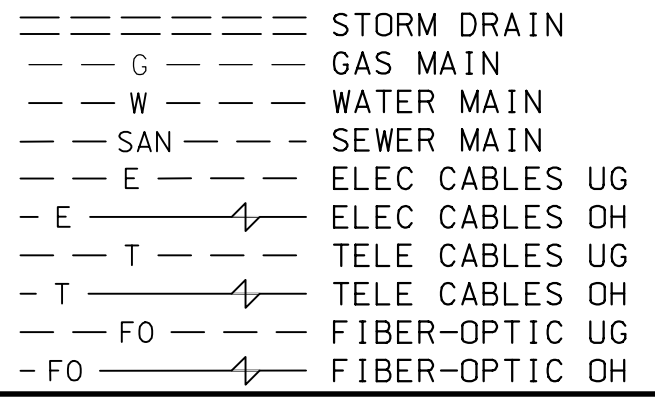 STORM DRAIN
G GAS MAIN
W WATER MAIN
SAN SEWER MAIN
E ELEC CABLES UG
E ELEC CABLES OH
T TELE CABLES UG
T TELE CABLES OH
FO FIBER-OPTIC UG
FO FIBER-OPTIC OH